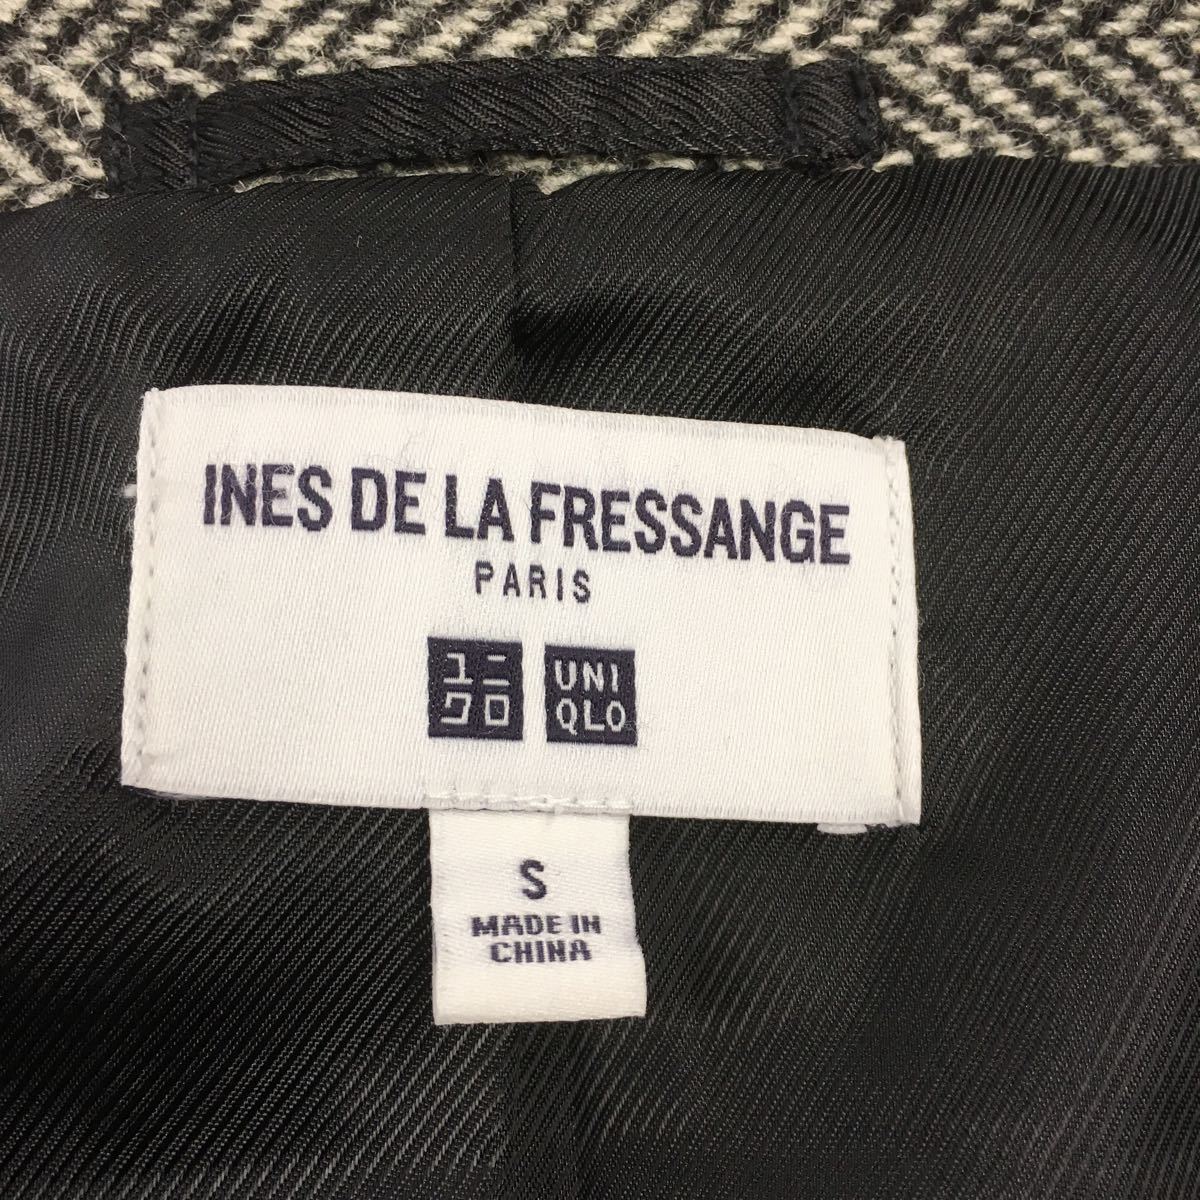 INES DE LA FRESSANGE
PARIS
ユニ
クロ
UNI
QLO
S
MADE IN
CHINA